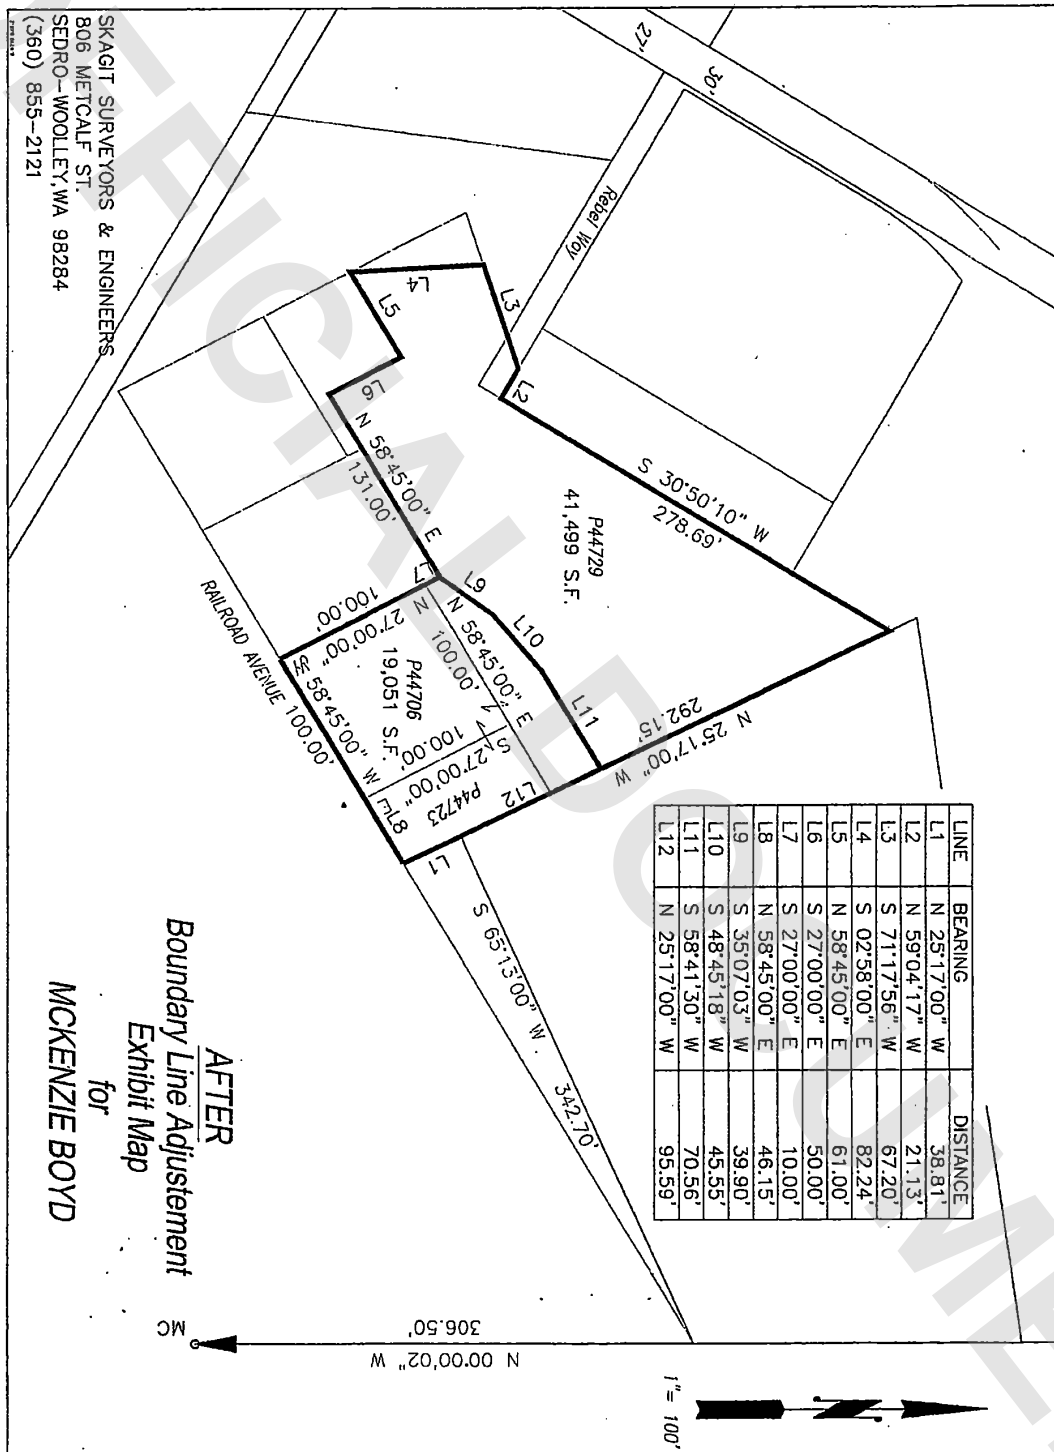 27'
30'
Rebel Way
L3
L4
L5
L2
L6
N 58°45'00" E
131.00'
S 30°50'10" W
278.69'
P44729
41,499 S.F.
L7
L9
L10
L11
N 58°45'00" E
100.00'
N 27°00'00" W
100.00'
P44706
19,051 S.F.
S 27°00'00" E
100.00'
P44723
S 58°45'00" W
RAILROAD AVENUE 100.00'
L8
L12
L1
N 25°17'00" W
292.15'
S 65°13'00" W
342.70'
N 00°00'02" W
306.50'
MC
1"= 100'
LINE BEARING DISTANCE
L1 N 25°17'00" W 38.81'
L2 N 59°04'17" W 21.13'
L3 S 71°17'56" W 67.20'
L4 S 02°58'00" E 82.24'
L5 N 58°45'00" E 61.00'
L6 S 27°00'00" E 50.00'
L7 S 27°00'00" E 10.00'
L8 N 58°45'00" E 46.15'
L9 S 35°07'03" W 39.90'
L10 S 48°45'18" W 45.55'
L11 S 58°41'30" W 70.56'
L12 N 25°17'00" W 95.59'
AFTER
Boundary Line Adjustement
Exhibit Map
for
MCKENZIE BOYD
SKAGIT SURVEYORS & ENGINEERS
806 METCALF ST.
SEDRO-WOOLLEY,WA 98284
(360) 855-2121